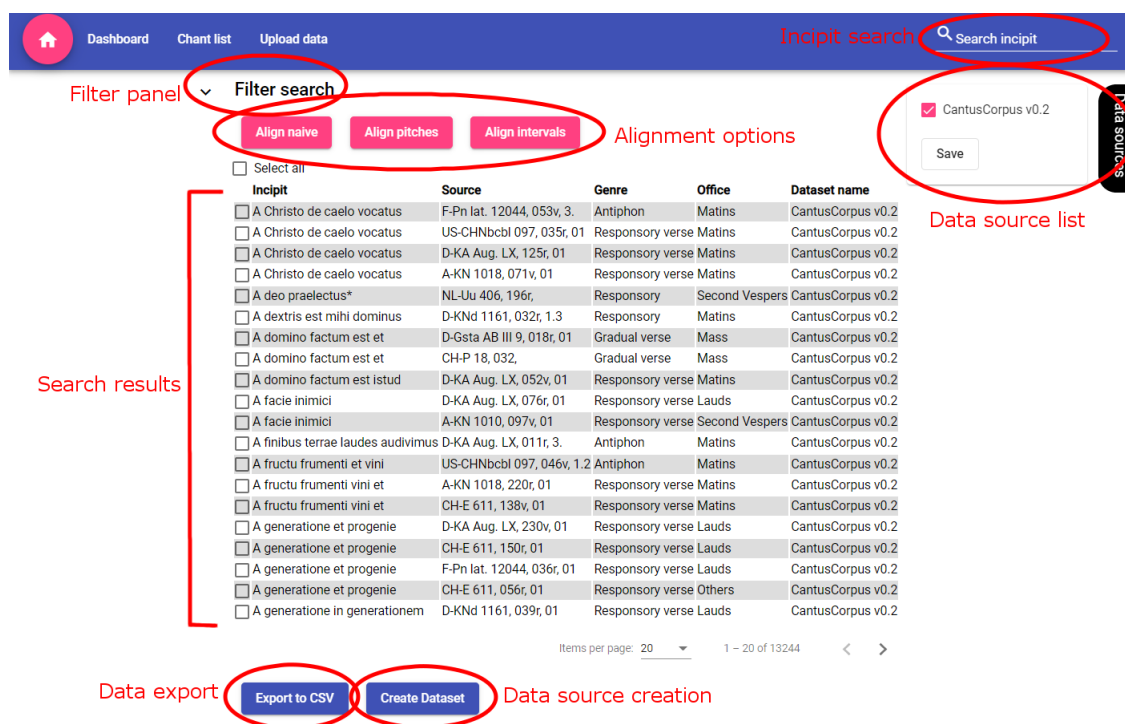 Dashboard Chant list Upload data Incipit search Search incipit
Filter panel Filter search
CantusCorpus v0.2
Data sources
Align naive Align pitches Align intervals Alignment options
Save
Select all
Incipit Source Genre Office Dataset name
Data source list
A Christo de caelo vocatus F-Pn lat. 12044, 053v, 3. Antiphon Matins CantusCorpus v0.2
A Christo de caelo vocatus US-CHNbcbl 097, 035r, 01 Responsory verse Matins CantusCorpus v0.2
A Christo de caelo vocatus D-KA Aug. LX, 125r, 01 Responsory verse Matins CantusCorpus v0.2
A Christo de caelo vocatus A-KN 1018, 071v, 01 Responsory verse Matins CantusCorpus v0.2
A deo praelectus* NL-Uu 406, 196r, Responsory Second Vespers CantusCorpus v0.2
A dextris est mihi dominus D-KNd 1161, 032r, 1.3 Responsory Matins CantusCorpus v0.2
A domino factum est et D-Gsta AB III 9, 018r, 01 Gradual verse Mass CantusCorpus v0.2
A domino factum est et CH-P 18, 032, Gradual verse Mass CantusCorpus v0.2
Search results
A domino factum est istud D-KA Aug. LX, 052v, 01 Responsory verse Matins CantusCorpus v0.2
A facie inimici D-KA Aug. LX, 076r, 01 Responsory verse Lauds CantusCorpus v0.2
A facie inimici A-KN 1010, 097v, 01 Responsory verse Second Vespers CantusCorpus v0.2
A finibus terrae laudes audivimus D-KA Aug. LX, 011r, 3. Antiphon Matins CantusCorpus v0.2
A fructu frumenti et vini US-CHNbcbl 097, 046v, 1.2 Antiphon Matins CantusCorpus v0.2
A fructu frumenti vini et A-KN 1018, 220r, 01 Responsory verse Matins CantusCorpus v0.2
A fructu frumenti vini et CH-E 611, 138v, 01 Responsory verse Matins CantusCorpus v0.2
A generatione et progenie D-KA Aug. LX, 230v, 01 Responsory verse Lauds CantusCorpus v0.2
A generatione et progenie CH-E 611, 150r, 01 Responsory verse Lauds CantusCorpus v0.2
A generatione et progenie F-Pn lat. 12044, 036r, 01 Responsory verse Lauds CantusCorpus v0.2
A generatione et progenie CH-E 611, 056r, 01 Responsory verse Others CantusCorpus v0.2
A generatione in generationem D-KNd 1161, 039r, 01 Responsory verse Lauds CantusCorpus v0.2
Items per page: 20 1 – 20 of 13244
Data export Export to CSV Create Dataset Data source creation